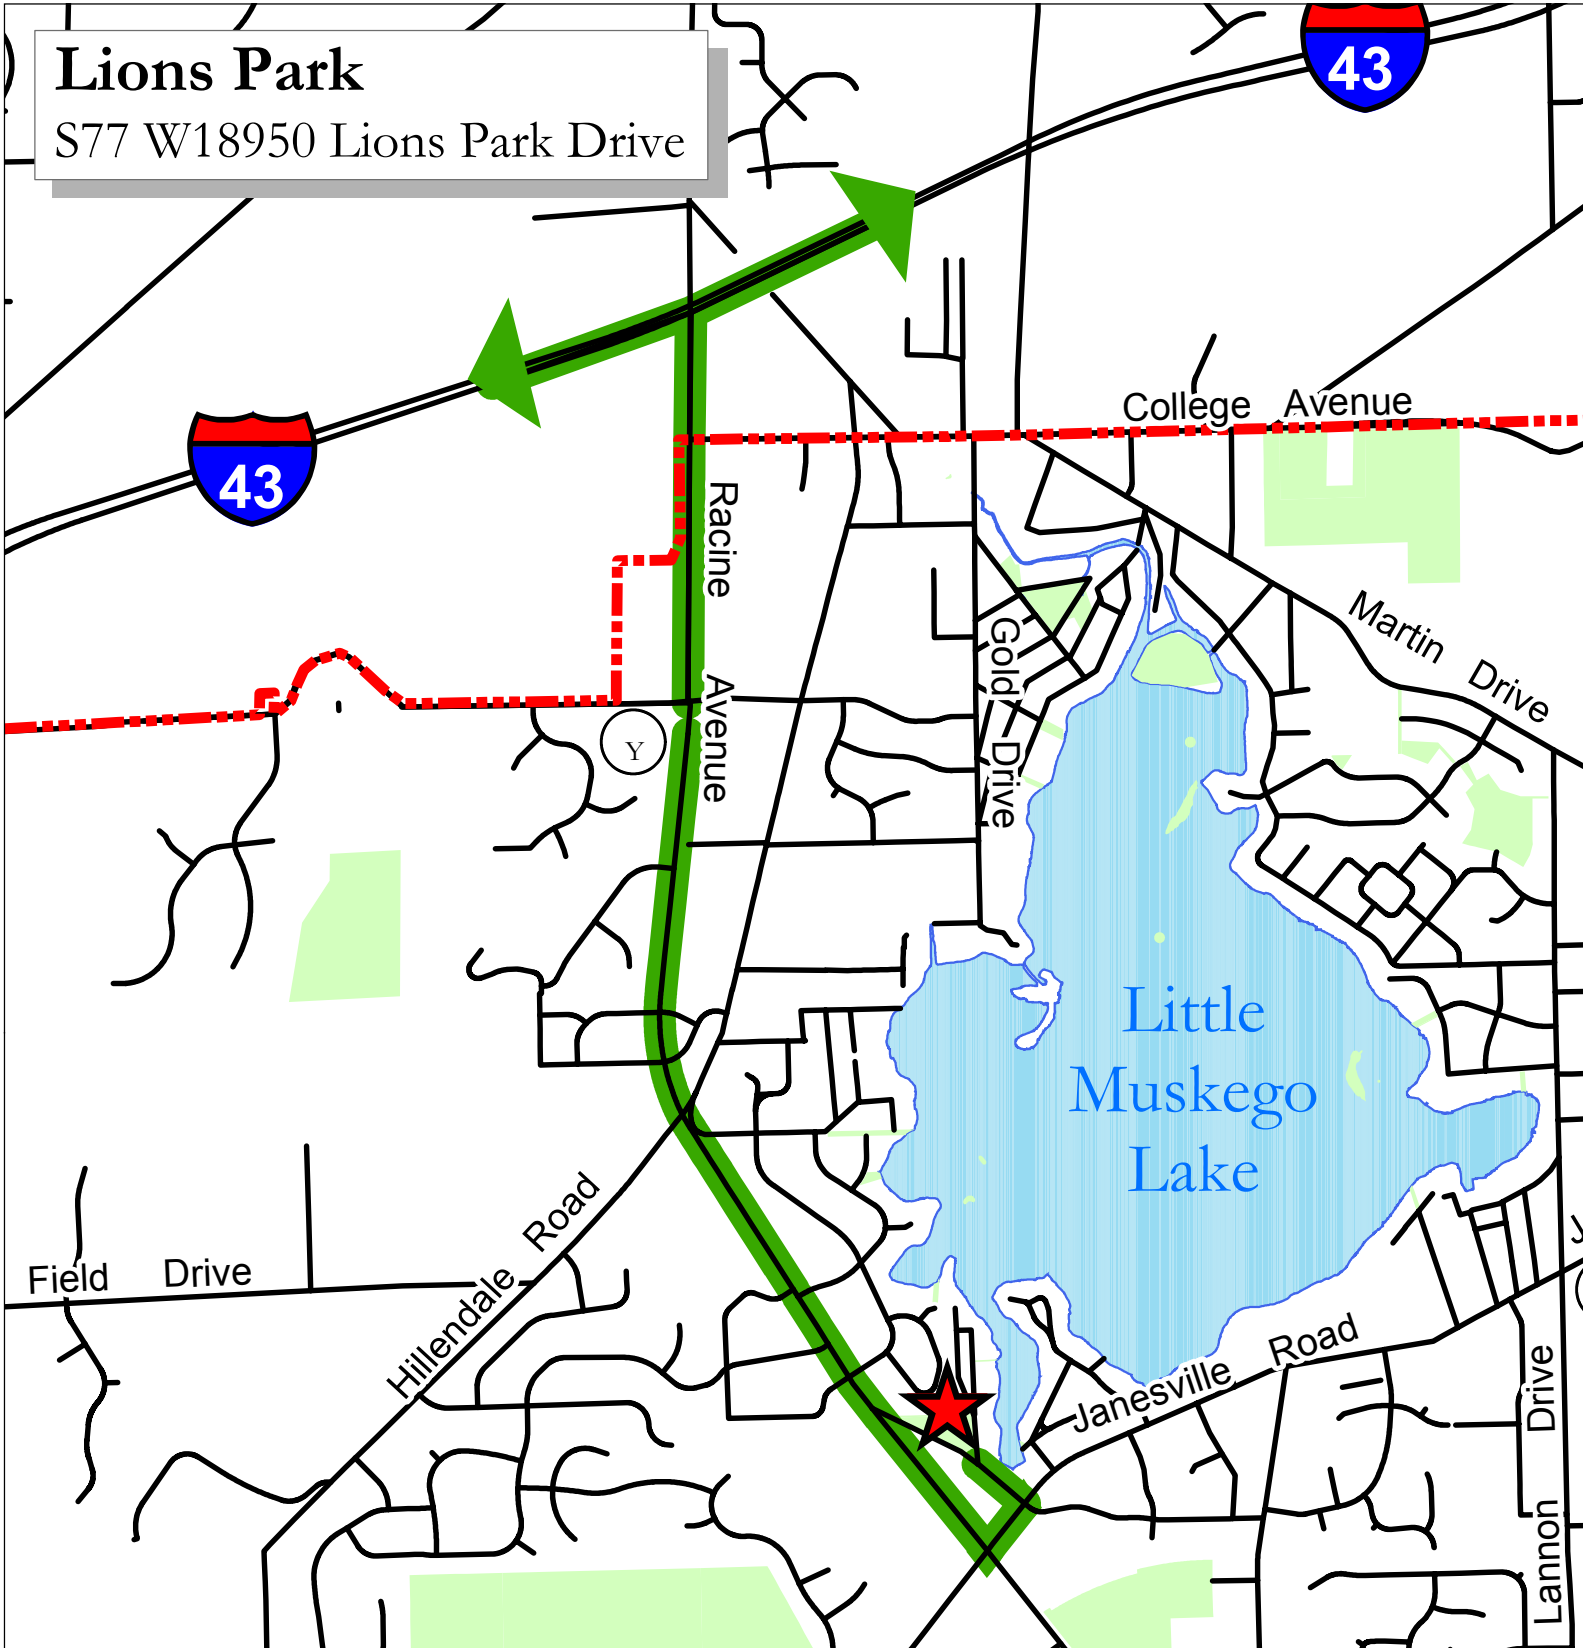 Lions Park
S77 W18950 Lions Park Drive
43
43
College Avenue
Racine Avenue
Martin Drive
Gold Drive
Y
Little
Muskego
Lake
Hillendale Road
Field Drive
Janesville Road
Lannon Drive